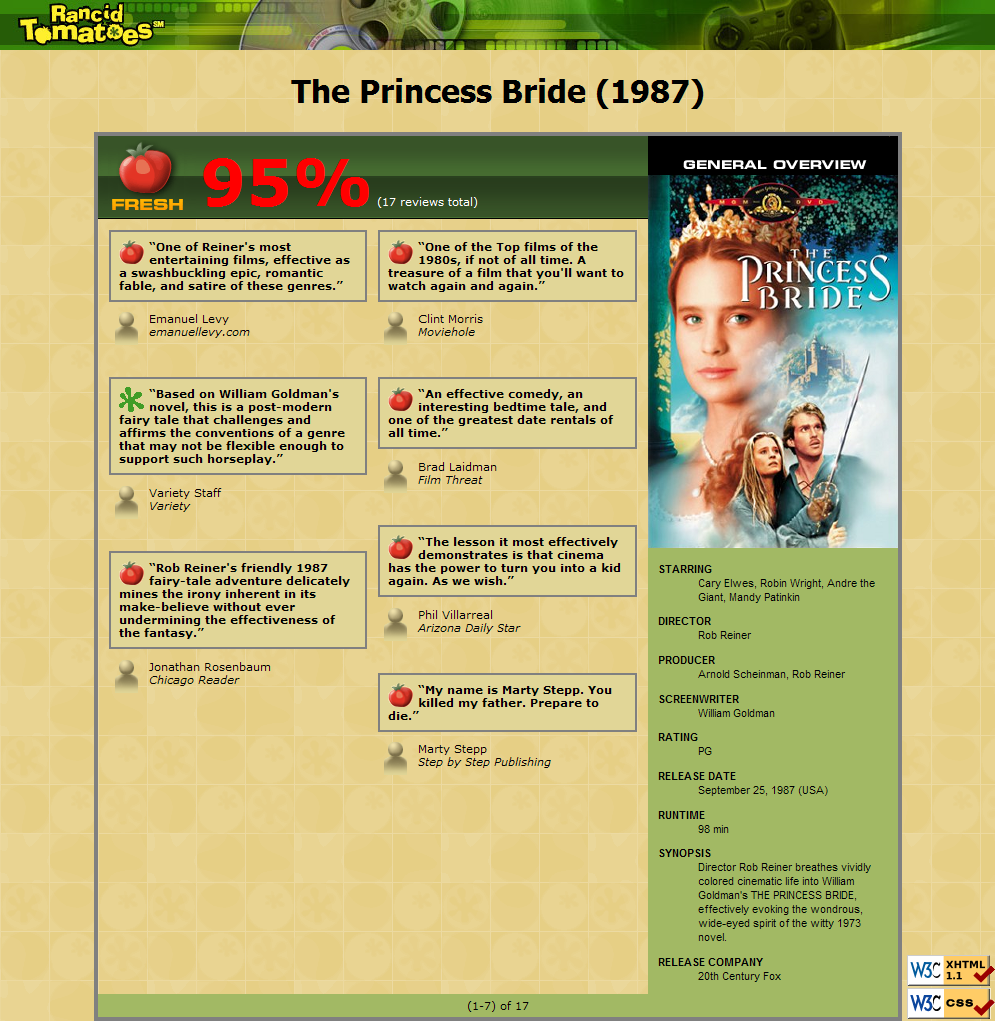 Rancid
Tomatoes SM
The Princess Bride (1987)
FRESH
95% (17 reviews total)
“One of Reiner's most
entertaining films, effective as
a swashbuckling epic, romantic
fable, and satire of these genres.”
Emanuel Levy
emanuellevy.com
“Based on William Goldman's
novel, this is a post-modern
fairy tale that challenges and
affirms the conventions of a genre
that may not be flexible enough to
support such horseplay.”
Variety Staff
Variety
“Rob Reiner's friendly 1987
fairy-tale adventure delicately
mines the irony inherent in its
make-believe without ever
undermining the effectiveness of
the fantasy.”
Jonathan Rosenbaum
Chicago Reader
“One of the Top films of the
1980s, if not of all time. A
treasure of a film that you'll want to
watch again and again.”
Clint Morris
Moviehole
“An effective comedy, an
interesting bedtime tale, and
one of the greatest date rentals of
all time.”
Brad Laidman
Film Threat
“The lesson it most effectively
demonstrates is that cinema
has the power to turn you into a kid
again. As we wish.”
Phil Villarreal
Arizona Daily Star
“My name is Marty Stepp. You
killed my father. Prepare to
die.”
Marty Stepp
Step by Step Publishing
GENERAL OVERVIEW
MGM DVD
THE
PRINCESS
BRIDE
STARRING
Cary Elwes, Robin Wright, Andre the
Giant, Mandy Patinkin
DIRECTOR
Rob Reiner
PRODUCER
Arnold Scheinman, Rob Reiner
SCREENWRITER
William Goldman
RATING
PG
RELEASE DATE
September 25, 1987 (USA)
RUNTIME
98 min
SYNOPSIS
Director Rob Reiner breathes vividly
colored cinematic life into William
Goldman's THE PRINCESS BRIDE,
effectively evoking the wondrous,
wide-eyed spirit of the witty 1973
novel.
RELEASE COMPANY
20th Century Fox
(1-7) of 17
W3C XHTML
1.1
W3C css